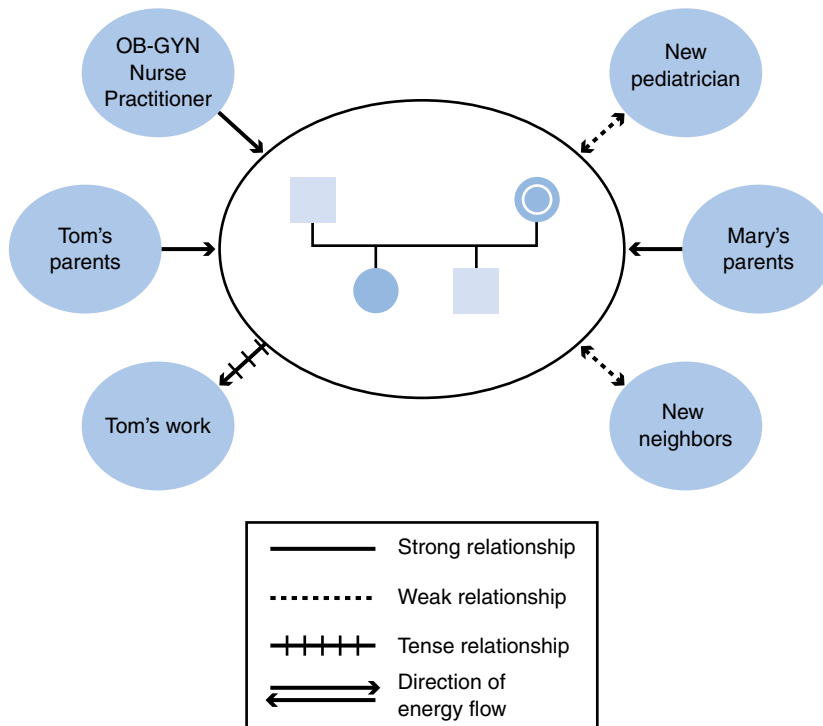 OB-GYN
Nurse
Practitioner
New
pediatrician
Tom's
parents
Mary's
parents
Tom's work
New
neighbors
Strong relationship
Weak relationship
Tense relationship
Direction of
energy flow